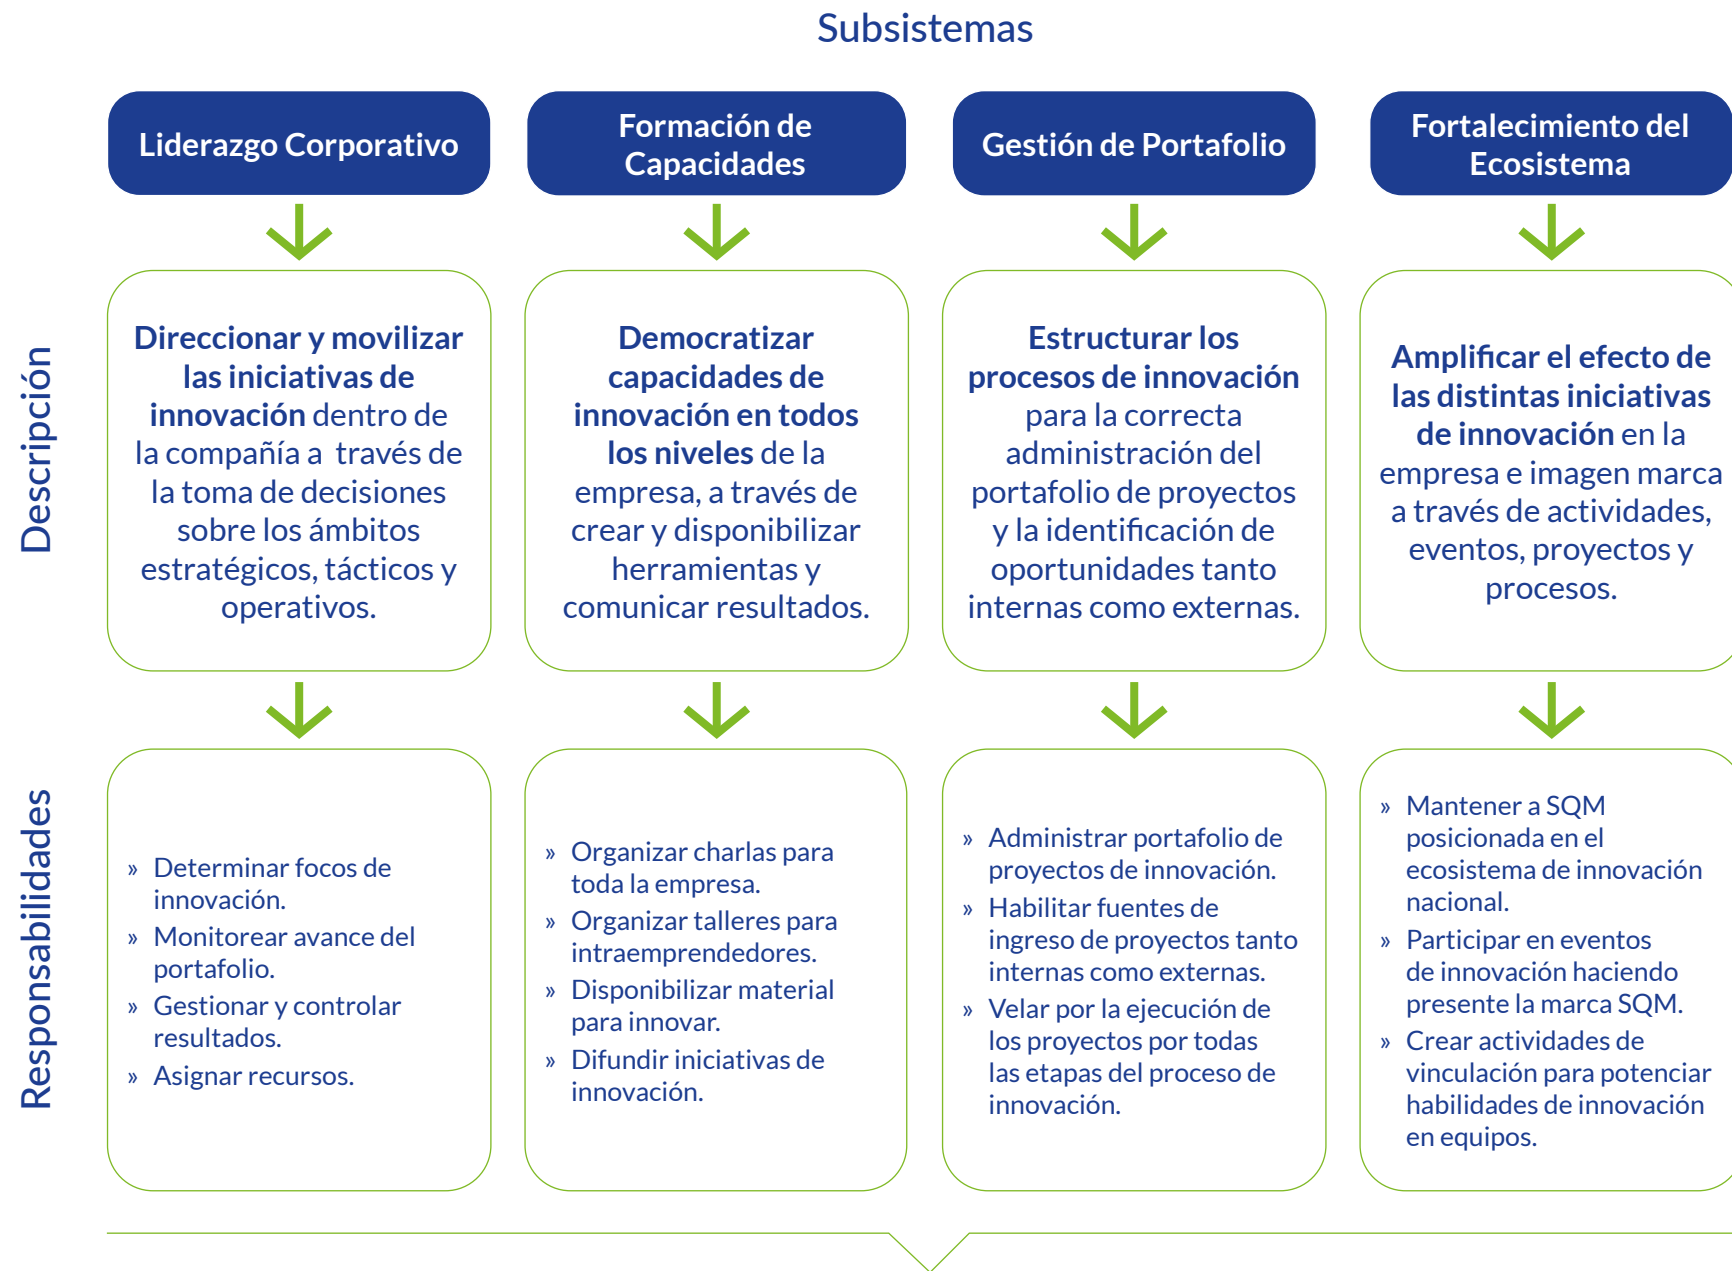 Subsistemas
Liderazgo Corporativo
Formación de
Capacidades
Gestión de Portafolio
Fortalecimiento del
Ecosistema
Descripción
Direccionar y movilizar
las iniciativas de
innovación dentro de
la compañía a través de
la toma de decisiones
sobre los ámbitos
estratégicos, tácticos y
operativos.
Democratizar
capacidades de
innovación en todos
los niveles de la
empresa, a través de
crear y disponibilizar
herramientas y
comunicar resultados.
Estructurar los
procesos de innovación
para la correcta
administración del
portafolio de proyectos
y la identificación de
oportunidades tanto
internas como externas.
Amplificar el efecto de
las distintas iniciativas
de innovación en la
empresa e imagen marca
a través de actividades,
eventos, proyectos y
procesos.
Responsabilidades
» Determinar focos de
innovación.
» Monitorear avance del
portafolio.
» Gestionar y controlar
resultados.
» Asignar recursos.
» Organizar charlas para
toda la empresa.
» Organizar talleres para
intraemprendedores.
» Disponibilizar material
para innovar.
» Difundir iniciativas de
innovación.
» Administrar portafolio de
proyectos de innovación.
» Habilitar fuentes de
ingreso de proyectos tanto
internas como externas.
» Velar por la ejecución de
los proyectos por todas
las etapas del proceso de
innovación.
» Mantener a SQM
posicionada en el
ecosistema de innovación
nacional.
» Participar en eventos
de innovación haciendo
presente la marca SQM.
» Crear actividades de
vinculación para potenciar
habilidades de innovación
en equipos.